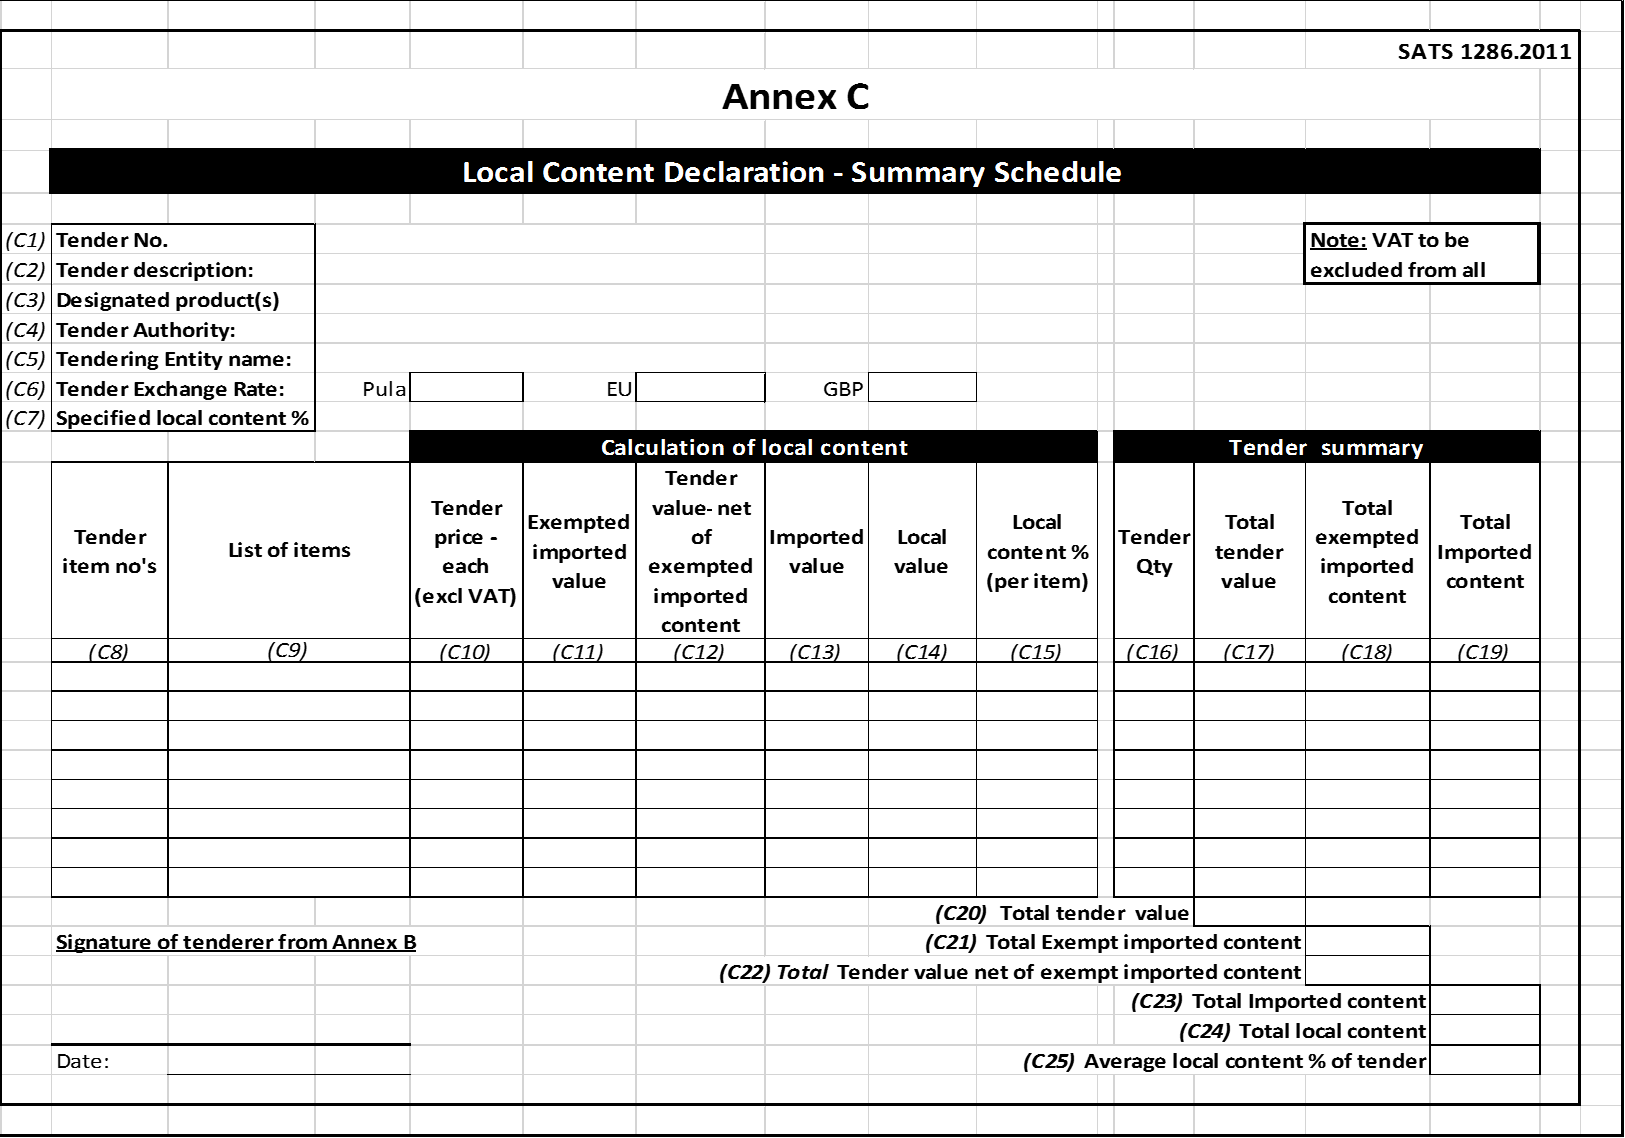 SATS 1286.2011
Annex C
Local Content Declaration - Summary Schedule
(C1) Tender No.
(C2) Tender description:
(C3) Designated product(s)
(C4) Tender Authority:
(C5) Tendering Entity name:
(C6) Tender Exchange Rate: Pula EU GBP
(C7) Specified local content %
Note: VAT to be
excluded from all
Calculation of local content
Tender summary
Tender
item no's
List of items
Tender
price -
each
(excl VAT)
Exempted
imported
value
Tender
value- net
of
exempted
imported
content
Imported
value
Local
value
Local
content %
(per item)
Tender
Qty
Total
tender
value
Total
exempted
imported
content
Total
Imported
content
(C8) (C9) (C10) (C11) (C12) (C13) (C14) (C15) (C16) (C17) (C18) (C19)
(C20) Total tender value
Signature of tenderer from Annex B
(C21) Total Exempt imported content
(C22) Total Tender value net of exempt imported content
(C23) Total Imported content
(C24) Total local content
Date:
(C25) Average local content % of tender